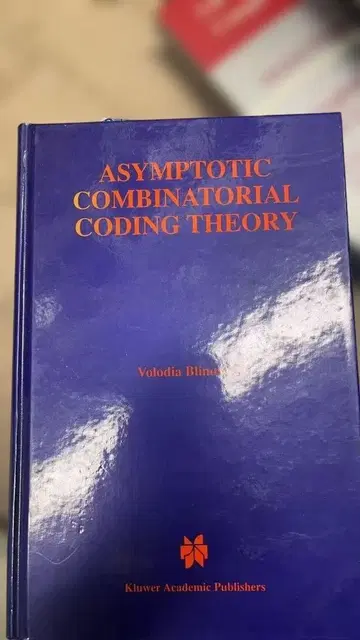 ASYMPTOTIC
COMBINATORIAL
CODING THEORY
Volodia
Kluwer Academic Publishers